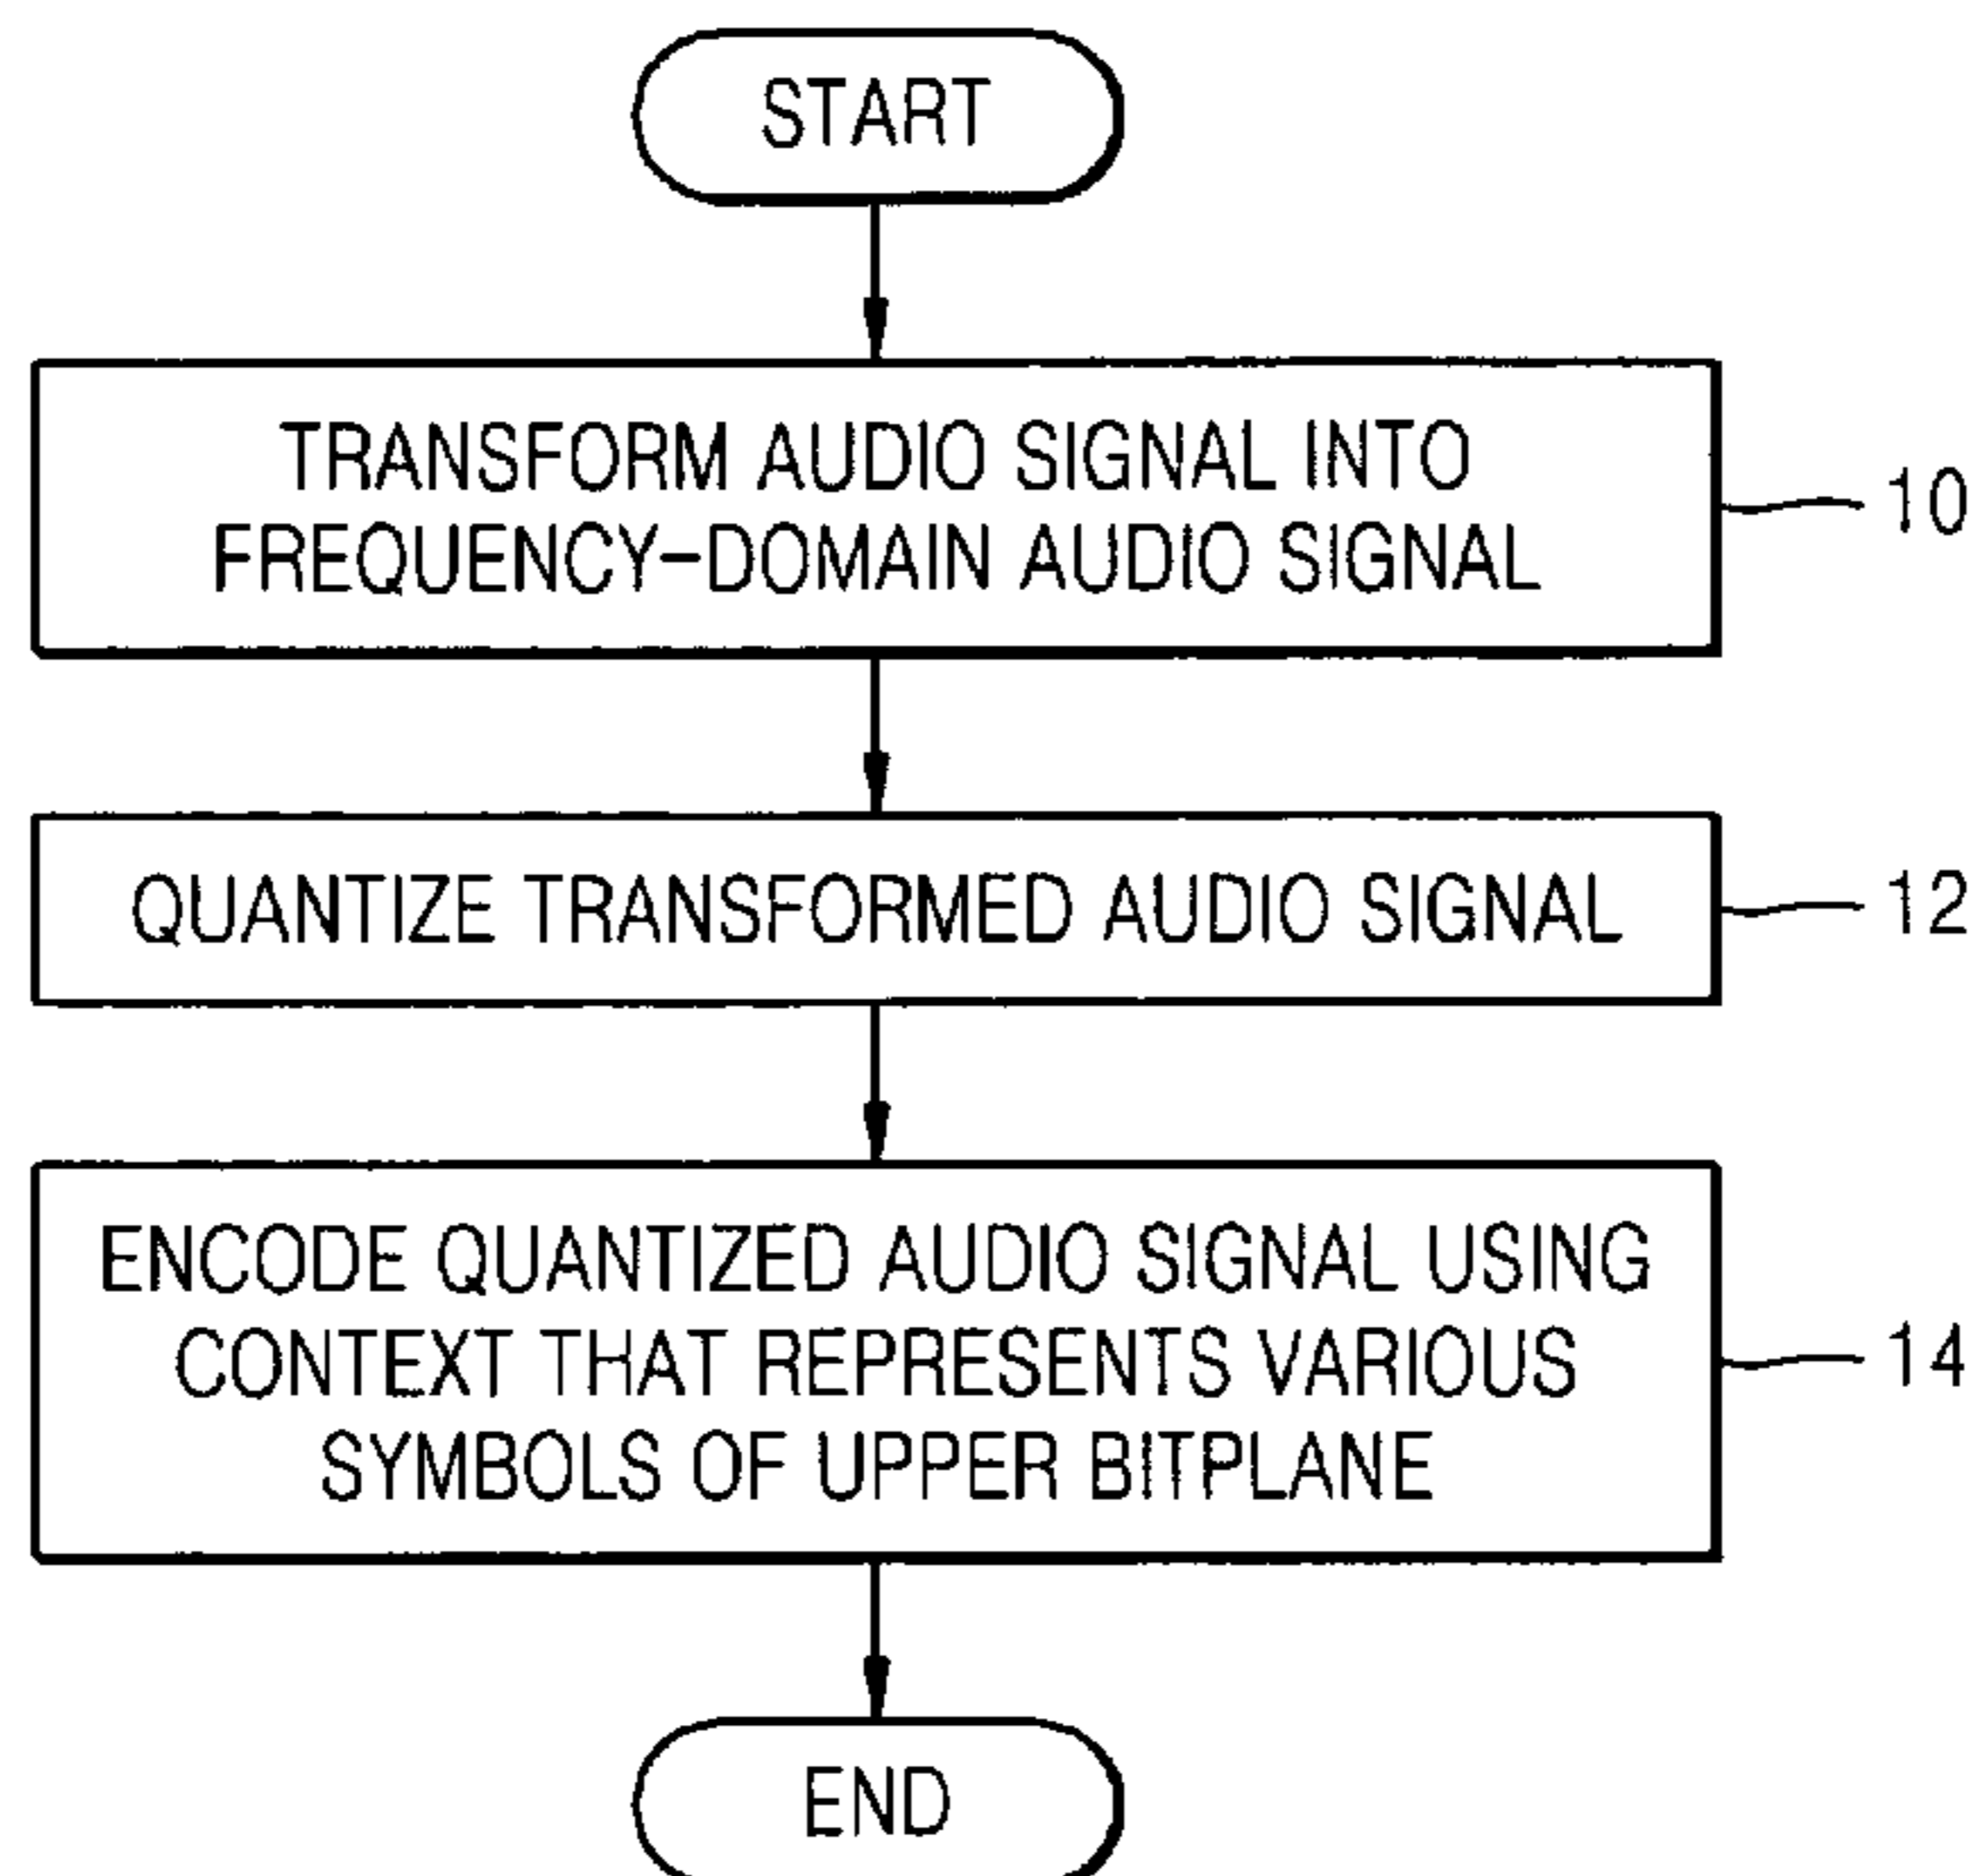 START
TRANSFORM AUDIO SIGNAL INTO
FREQUENCY-DOMAIN AUDIO SIGNAL
10
QUANTIZE TRANSFORMED AUDIO SIGNAL
12
ENCODE QUANTIZED AUDIO SIGNAL USING
CONTEXT THAT REPRESENTS VARIOUS
SYMBOLS OF UPPER BITPLANE
14
END